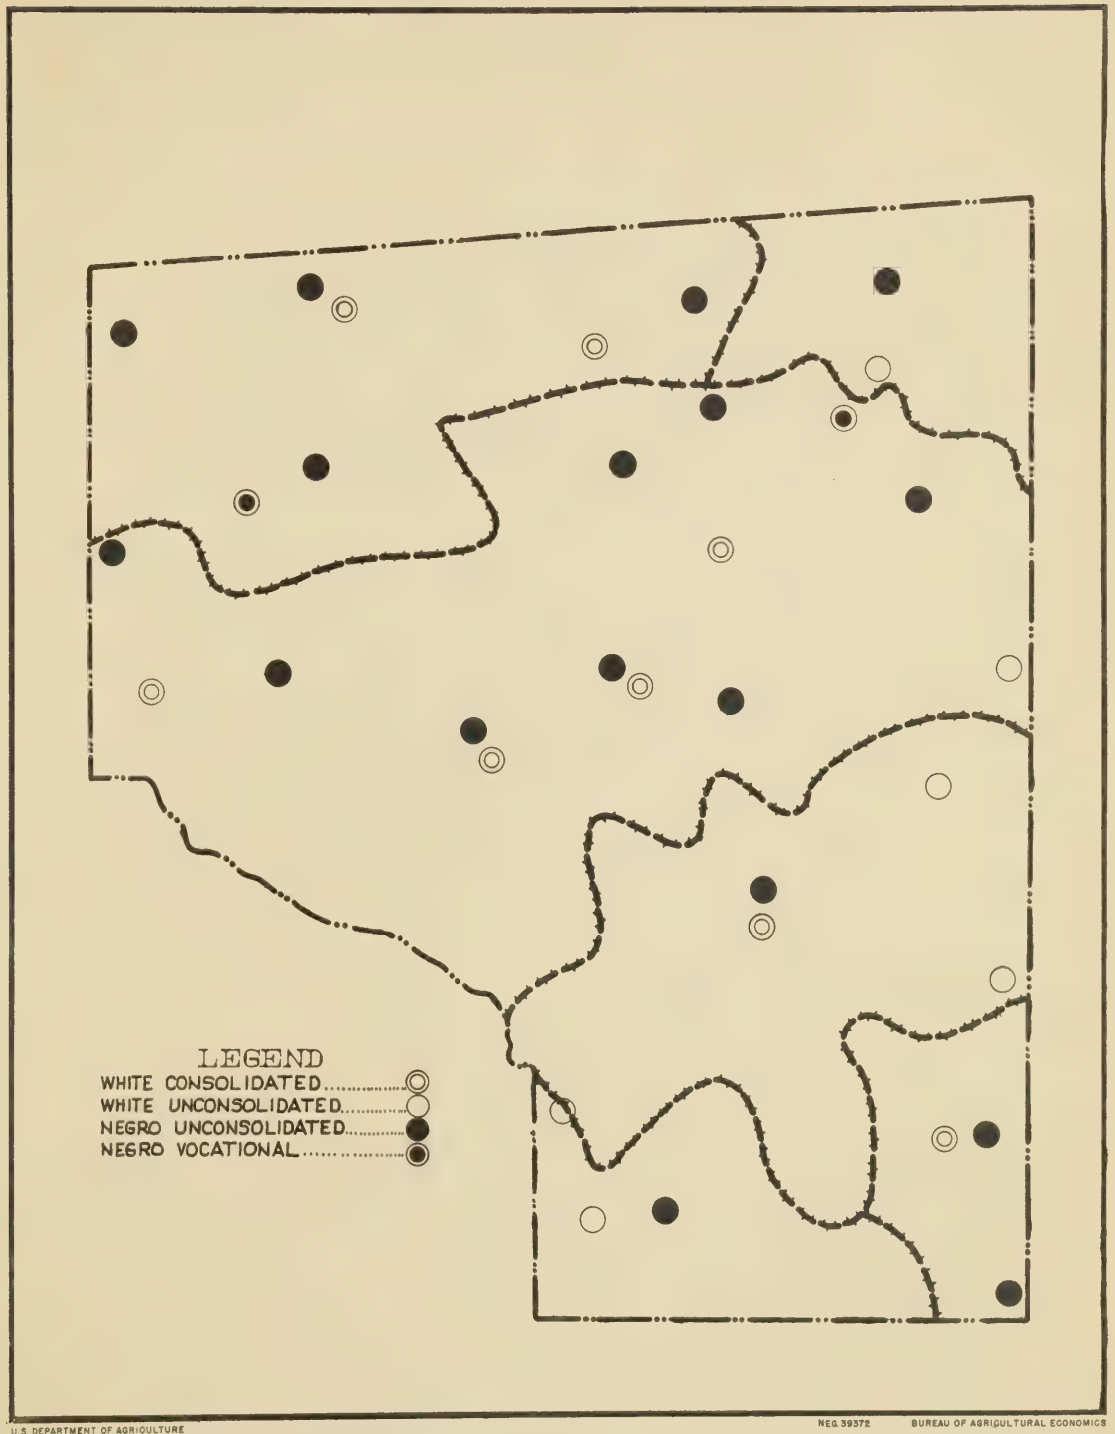 LEGEND
WHITE CONSOLIDATED
WHITE UNCONSOLIDATED
NEGRO UNCONSOLIDATED
NEGRO VOCATIONAL
U.S. DEPARTMENT OF AGRICULTURE
NEG. 39372 BUREAU OF AGRICULTURAL ECONOMICS